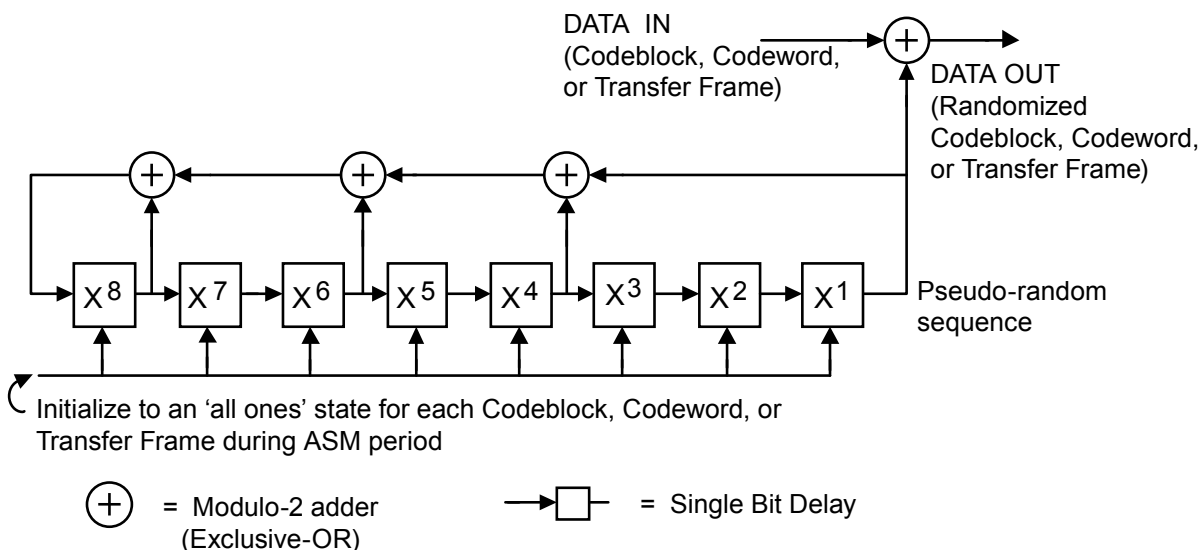 DATA IN
(Codeblock, Codeword,
or Transfer Frame)
+
DATA OUT
(Randomized
Codeblock, Codeword,
or Transfer Frame)
+
+
+
X8
X7
X6
X5
X4
X3
X2
X1
Pseudo-random
sequence
Initialize to an ‘all ones’ state for each Codeblock, Codeword, or
Transfer Frame during ASM period
+
= Modulo-2 adder
(Exclusive-OR)
= Single Bit Delay